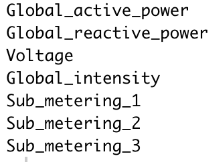 Global_active_power
Global_reactive_power
Voltage
Global_intensity
Sub_metering_1
Sub_metering_2
Sub_metering_3